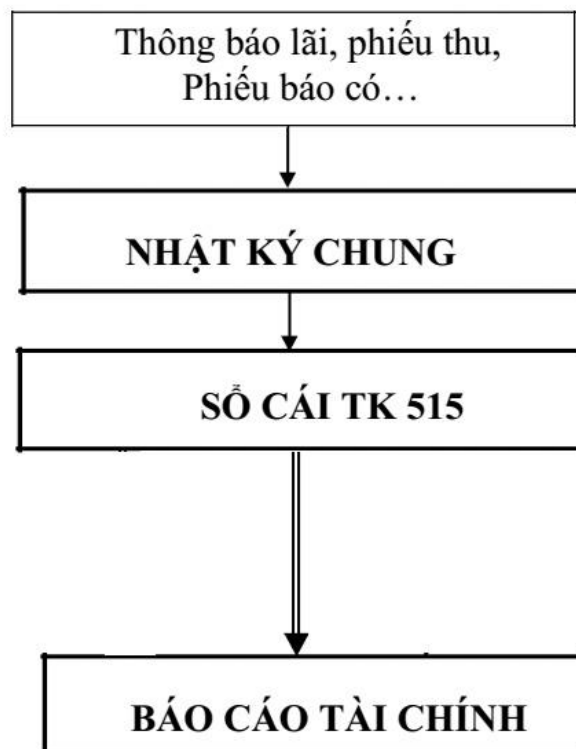 Thông báo lãi, phiếu thu,
Phiếu báo có…
NHẬT KÝ CHUNG
SỔ CÁI TK 515
BÁO CÁO TÀI CHÍNH